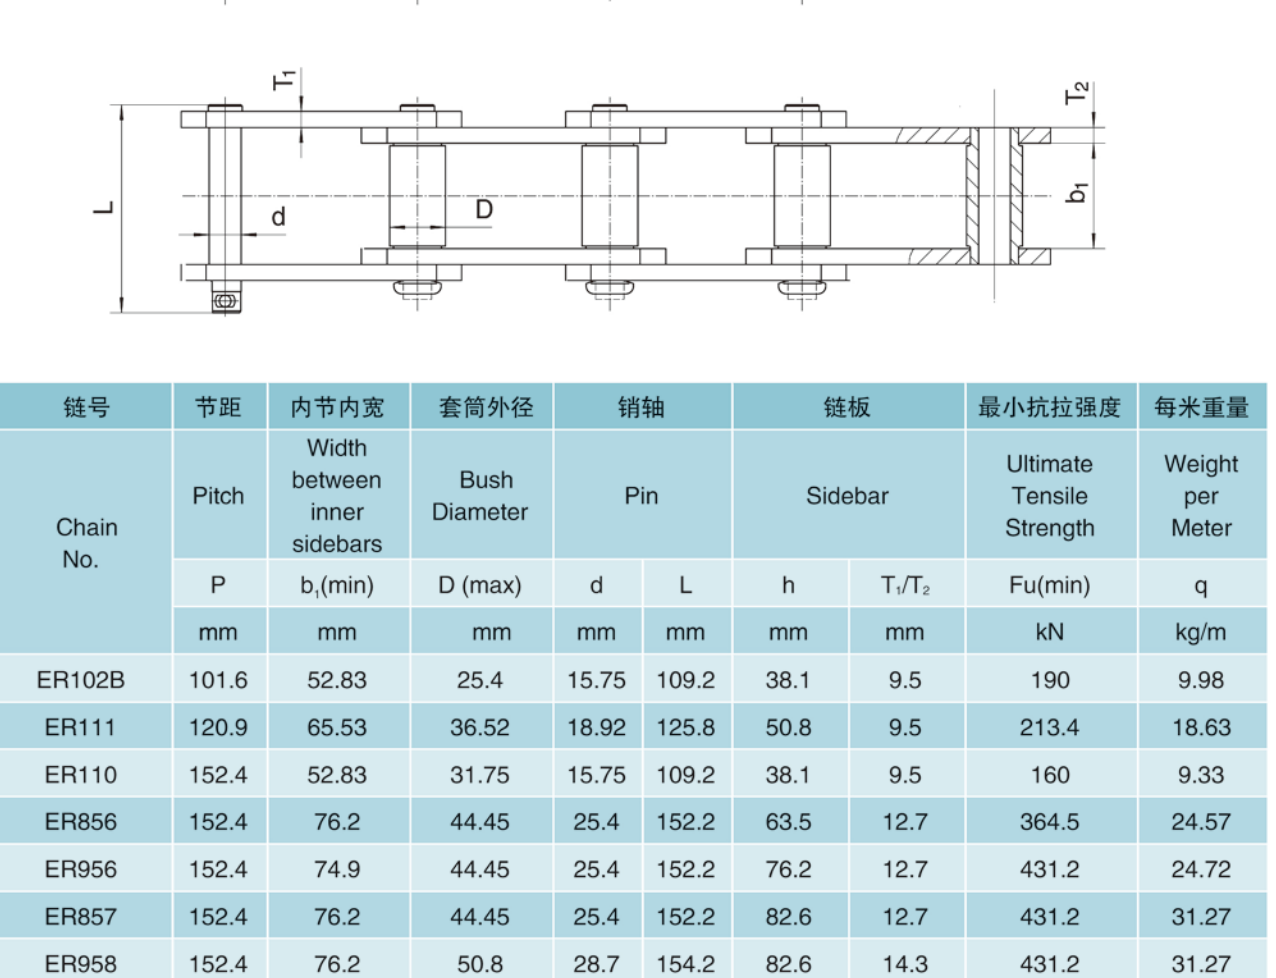 T₁
T₂
L
d
D
b₁
链号 节距 内节内宽 套筒外径 销轴 链板 最小抗拉强度 每米重量
Chain
No.
Pitch
Width
between
inner
sidebars
Bush
Diameter
Pin
Sidebar
Ultimate
Tensile
Strength
Weight
per
Meter
P b₁(min) D (max) d L h T₁/T₂ Fu(min) q
mm mm mm mm mm mm mm kN kg/m
ER102B 101.6 52.83 25.4 15.75 109.2 38.1 9.5 190 9.98
ER111 120.9 65.53 36.52 18.92 125.8 50.8 9.5 213.4 18.63
ER110 152.4 52.83 31.75 15.75 109.2 38.1 9.5 160 9.33
ER856 152.4 76.2 44.45 25.4 152.2 63.5 12.7 364.5 24.57
ER956 152.4 74.9 44.45 25.4 152.2 76.2 12.7 431.2 24.72
ER857 152.4 76.2 44.45 25.4 152.2 82.6 12.7 431.2 31.27
ER958 152.4 76.2 50.8 28.7 154.2 82.6 14.3 431.2 31.27